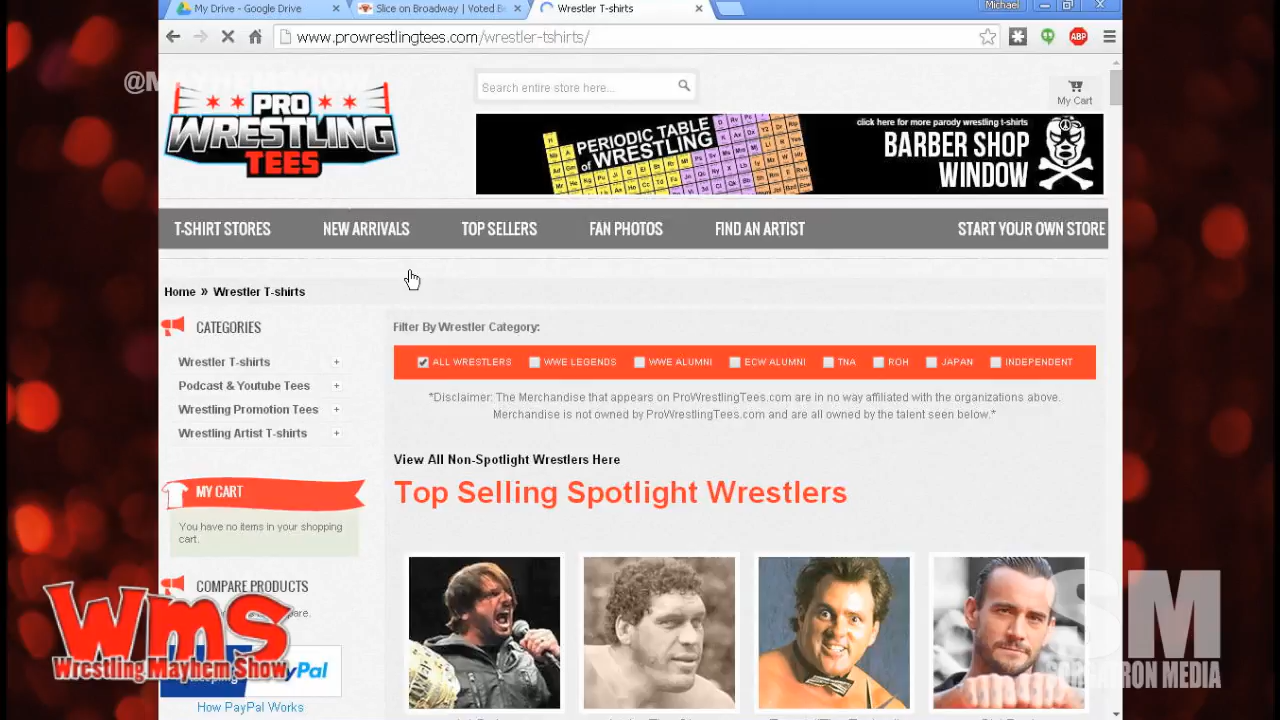 My Drive - Google Drive
Slice on Broadway | Voted B
Wrestler T-shirts
Michael
www.prowrestlingtees.com/wrestler-tshirts/
ABP
PRO
WRESTLING
TEES
Search entire store here...
My Cart
PERIODIC TABLE
of WRESTLING
click here for more parody wrestling t-shirts
BARBER SHOP
WINDOW
T-SHIRT STORES
NEW ARRIVALS
TOP SELLERS
FAN PHOTOS
FIND AN ARTIST
START YOUR OWN STORE
Home » Wrestler T-shirts
CATEGORIES
Wrestler T-shirts +
Podcast & Youtube Tees +
Wrestling Promotion Tees +
Wrestling Artist T-shirts +
Filter By Wrestler Category:
ALL WRESTLERS
WWE LEGENDS
WWE ALUMNI
ECW ALUMNI
TNA
ROH
JAPAN
INDEPENDENT
*Disclaimer: The Merchandise that appears on ProWrestlingTees.com are in no way affiliated with the organizations above.
Merchandise is not owned by ProWrestlingTees.com and are all owned by the talent seen below.*
View All Non-Spotlight Wrestlers Here
Top Selling Spotlight Wrestlers
MY CART
You have no items in your shopping
cart.
COMPARE PRODUCTS
How PayPal Works
wms
Wrestling Mayhem Show
SM
SORGATRON MEDIA